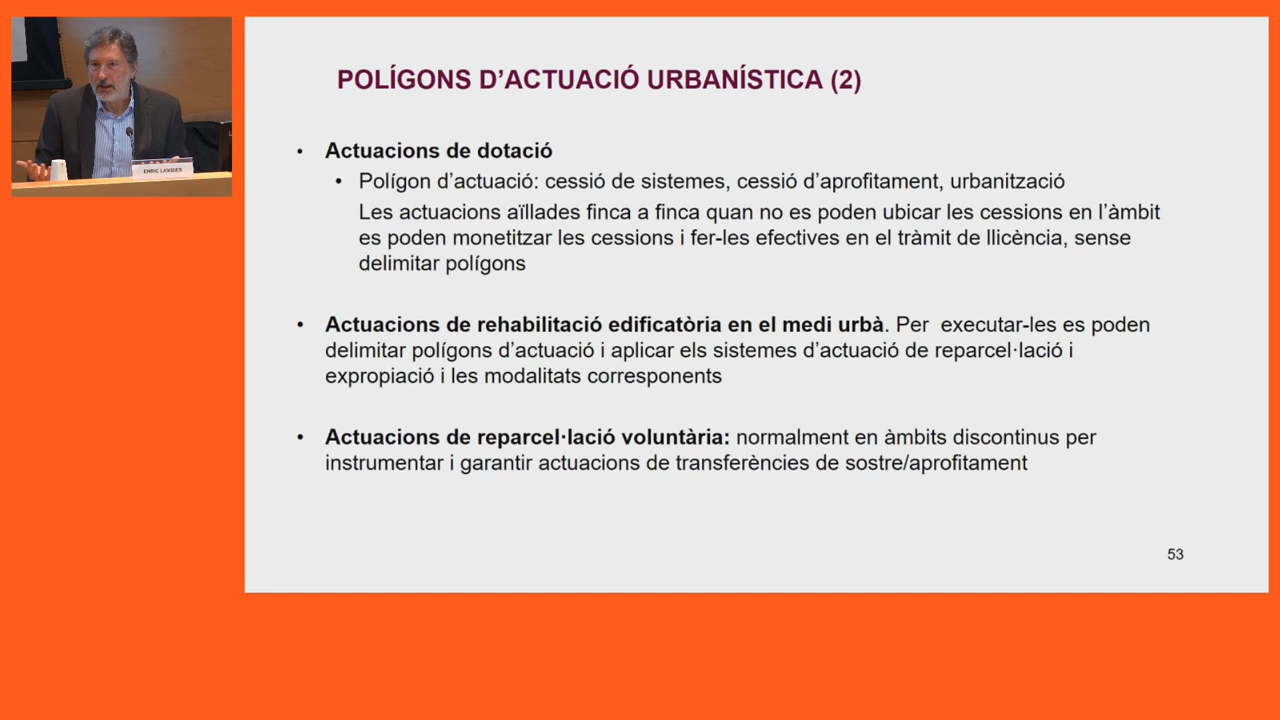 POLÍGONS D’ACTUACIÓ URBANÍSTICA (2)
• Actuacions de dotació
• Polígon d’actuació: cessió de sistemes, cessió d’aprofitament, urbanització
Les actuacions aïllades finca a finca quan no es poden ubicar les cessions en l’àmbit
es poden monetitzar les cessions i fer-les efectives en el tràmit de llicència, sense
delimitar polígons
• Actuacions de rehabilitació edificatòria en el medi urbà. Per executar-les es poden
delimitar polígons d’actuació i aplicar els sistemes d’actuació de reparcel·lació i
expropiació i les modalitats corresponents
• Actuacions de reparcel·lació voluntària: normalment en àmbits discontinus per
instrumentar i garantir actuacions de transferències de sostre/aprofitament
53
ENRIC